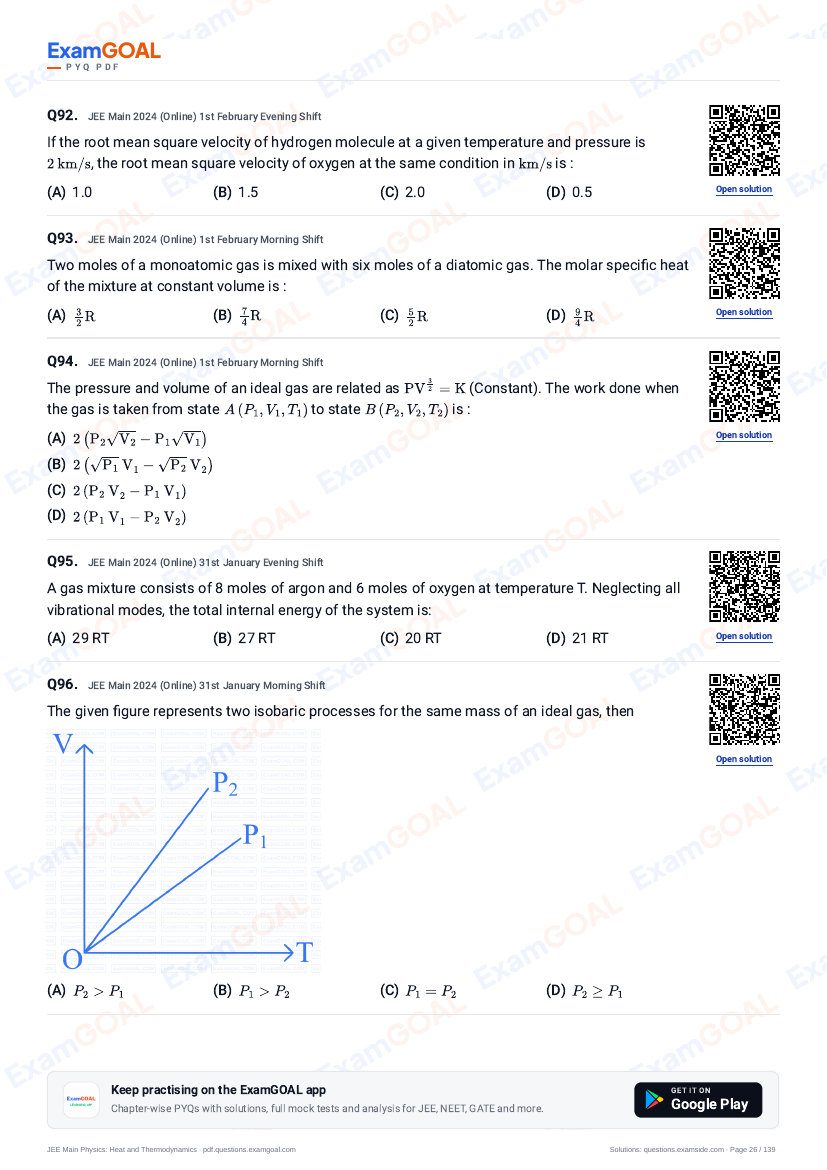 ExamGOAL
PYQ PDF
Q92. JEE Main 2024 (Online) 1st February Evening Shift
If the root mean square velocity of hydrogen molecule at a given temperature and pressure is
2 km/s, the root mean square velocity of oxygen at the same condition in km/s is :
(A) 1.0 (B) 1.5 (C) 2.0 (D) 0.5
Open solution
Q93. JEE Main 2024 (Online) 1st February Morning Shift
Two moles of a monoatomic gas is mixed with six moles of a diatomic gas. The molar specific heat
of the mixture at constant volume is :
(A) 3/2 R (B) 7/4 R (C) 5/2 R (D) 9/4 R
Open solution
Q94. JEE Main 2024 (Online) 1st February Morning Shift
The pressure and volume of an ideal gas are related as PV^{3/2} = K (Constant). The work done when
the gas is taken from state A (P₁, V₁, T₁) to state B (P₂, V₂, T₂) is :
(A) 2 (P₂√V₂ − P₁√V₁)
(B) 2 (√P₁ V₁ − √P₂ V₂)
(C) 2 (P₂ V₂ − P₁ V₁)
(D) 2 (P₁ V₁ − P₂ V₂)
Open solution
Q95. JEE Main 2024 (Online) 31st January Evening Shift
A gas mixture consists of 8 moles of argon and 6 moles of oxygen at temperature T. Neglecting all
vibrational modes, the total internal energy of the system is:
(A) 29 RT (B) 27 RT (C) 20 RT (D) 21 RT
Open solution
Q96. JEE Main 2024 (Online) 31st January Morning Shift
The given figure represents two isobaric processes for the same mass of an ideal gas, then
Open solution
V
P₂
P₁
O
T
(A) P₂ > P₁ (B) P₁ > P₂ (C) P₁ = P₂ (D) P₂ ≥ P₁
ExamGOAL
Keep practising on the ExamGOAL app
Chapter-wise PYQs with solutions, full mock tests and analysis for JEE, NEET, GATE and more.
GET IT ON
Google Play
JEE Main Physics: Heat and Thermodynamics · pdf.questions.examgoal.com
Solutions: questions.examside.com · Page 26 / 139